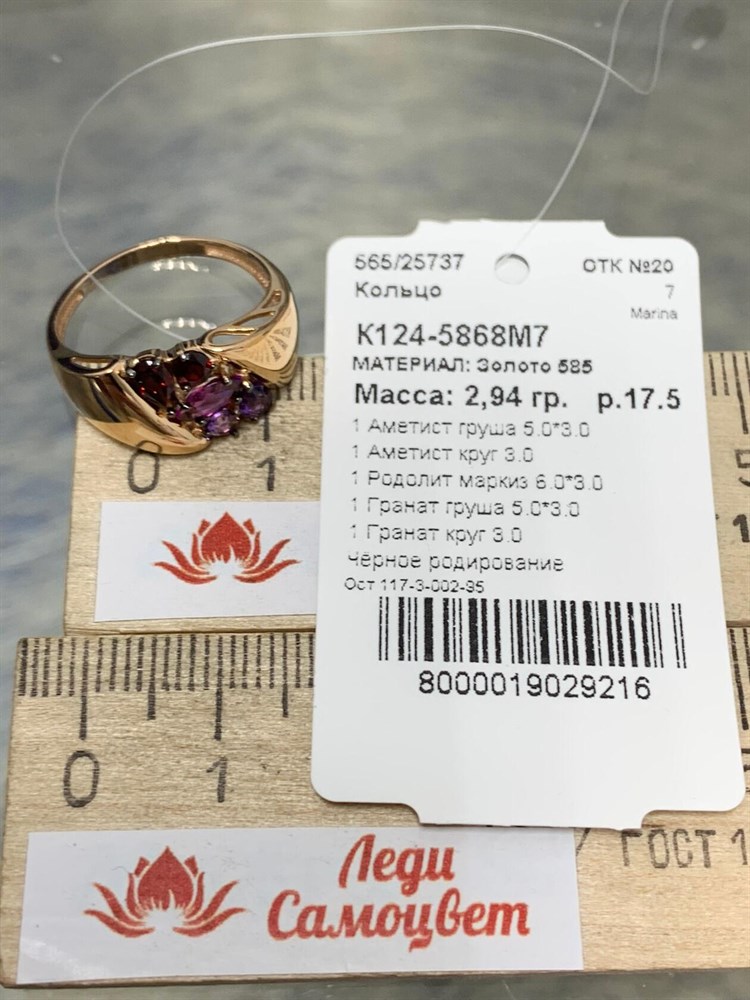 565/25737
ОТК №20
Кольцо
7
Marina
К124-5868М7
МАТЕРИАЛ: Золото 585
Масса: 2,94 гр. р.17.5
1 Аметист груша 5.0*3.0
1 Аметист круг 3.0
1 Родолит маркиз 6.0*3.0
1 Гранат груша 5.0*3.0
1 Гранат круг 3.0
Чёрное родирование
Ост 117-3-002-95
8000019029216
0 1 5
1
0 1
ГОСТ 1
Леди
Самоцвет